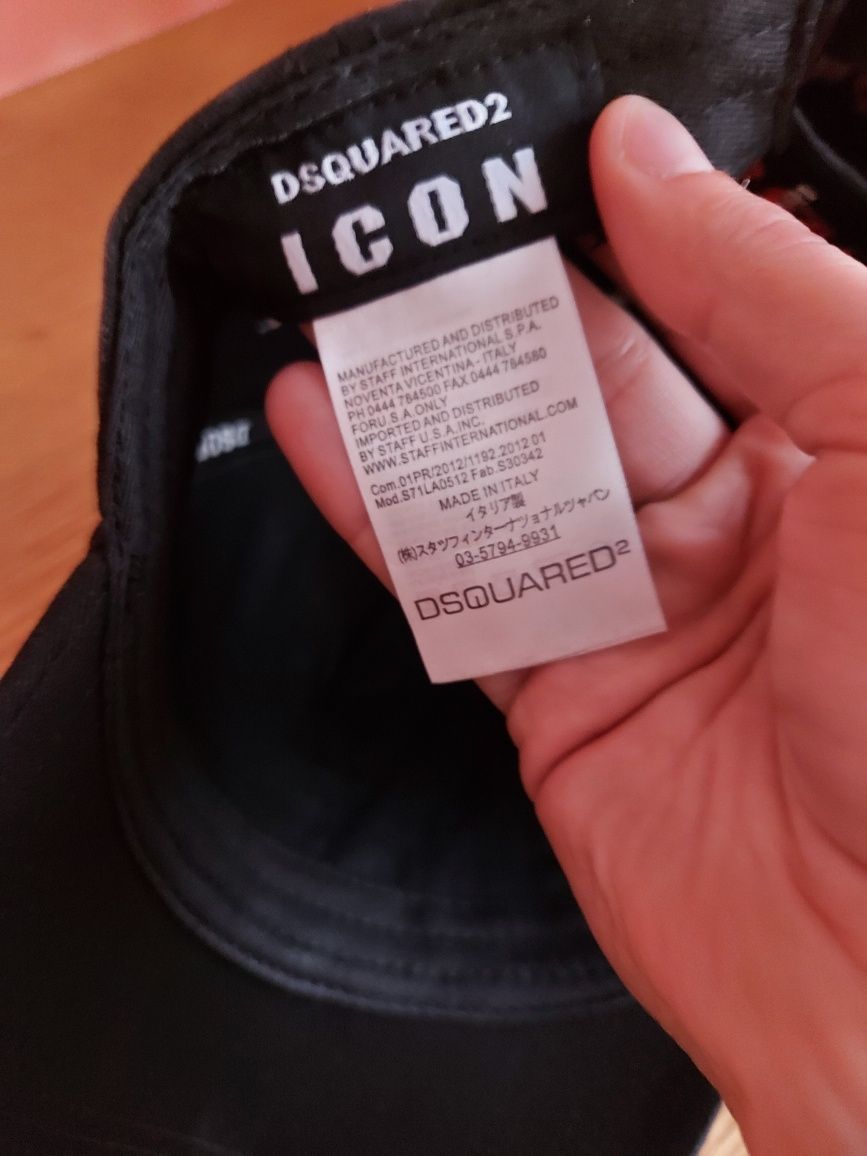 DSQUARED2
ICON
MANUFACTURED AND DISTRIBUTED
BY STAFF INTERNATIONAL S.P.A.
NOVENTA VICENTINA - ITALY
PH 0444 784500 FAX 0444 784580
FORU.S.A.ONLY
IMPORTED AND DISTRIBUTED
BY STAFF U.S.A.INC.
WWW.STAFFINTERNATIONAL.COM
Com.01PR/2012/1192.2012 01
Mod.S71LA0512 Fab.S30342
MADE IN ITALY
イタリア製
(株)スタッフィンターナショナルジャパン
03-5794-9931
DSQUARED2